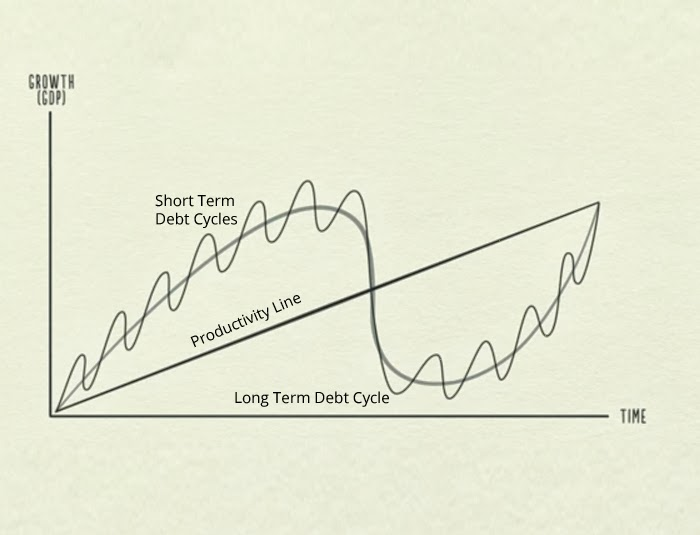 GROWTH
(GDP)
Short Term
Debt Cycles
Productivity Line
Long Term Debt Cycle
TIME